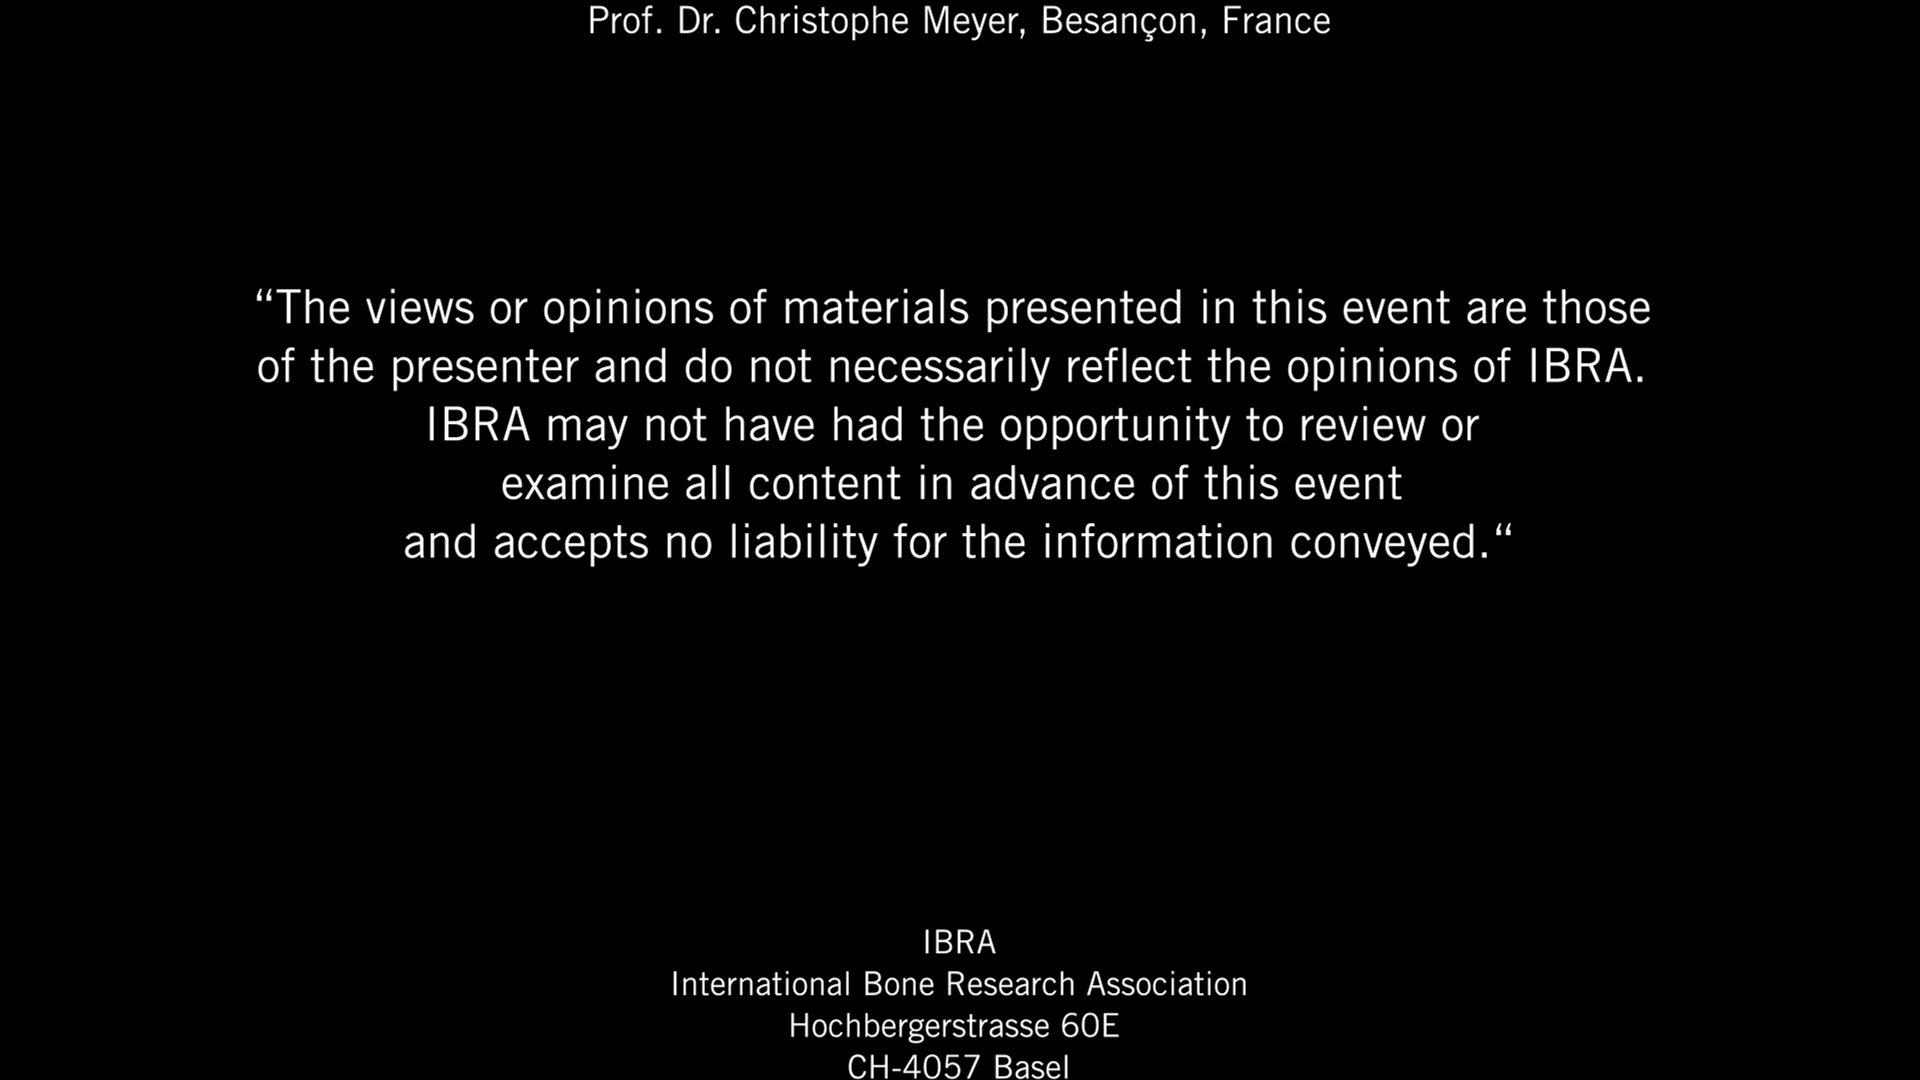 Prof. Dr. Christophe Meyer, Besançon, France
“The views or opinions of materials presented in this event are those
of the presenter and do not necessarily reflect the opinions of IBRA.
IBRA may not have had the opportunity to review or
examine all content in advance of this event
and accepts no liability for the information conveyed.“
IBRA
International Bone Research Association
Hochbergerstrasse 60E
CH-4057 Basel